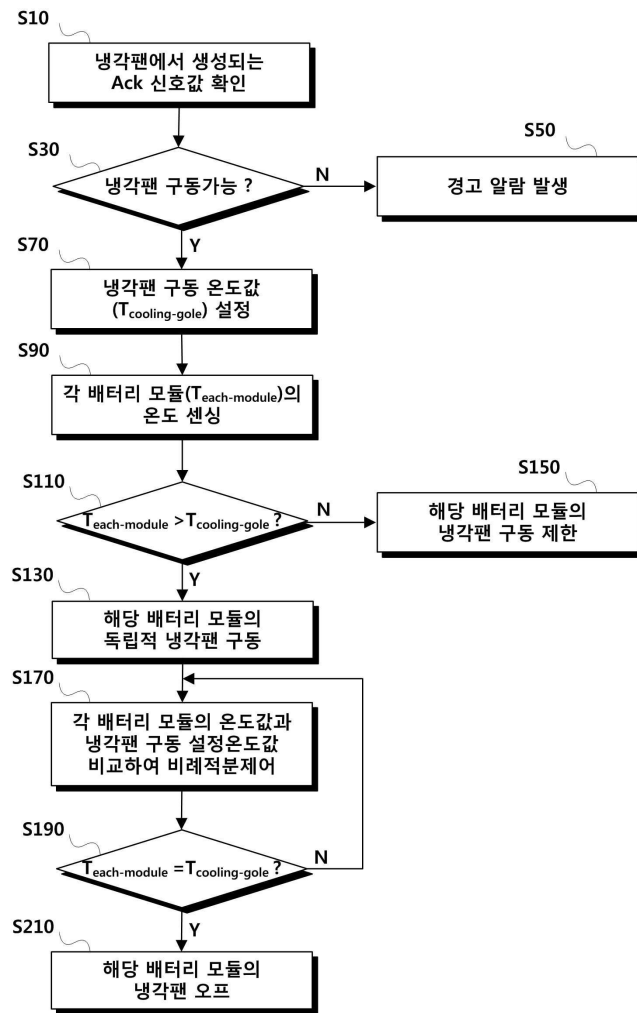 S10
냉각팬에서 생성되는
Ack 신호값 확인
S30
냉각팬 구동가능 ?
N
S50
경고 알람 발생
Y
S70
냉각팬 구동 온도값
(Tcooling-gole) 설정
S90
각 배터리 모듈(Teach-module)의
온도 센싱
S110
Teach-module >Tcooling-gole ?
N
S150
해당 배터리 모듈의
냉각팬 구동 제한
Y
S130
해당 배터리 모듈의
독립적 냉각팬 구동
S170
각 배터리 모듈의 온도값과
냉각팬 구동 설정온도값
비교하여 비례적분제어
S190
Teach-module =Tcooling-gole ?
N
Y
S210
해당 배터리 모듈의
냉각팬 오프